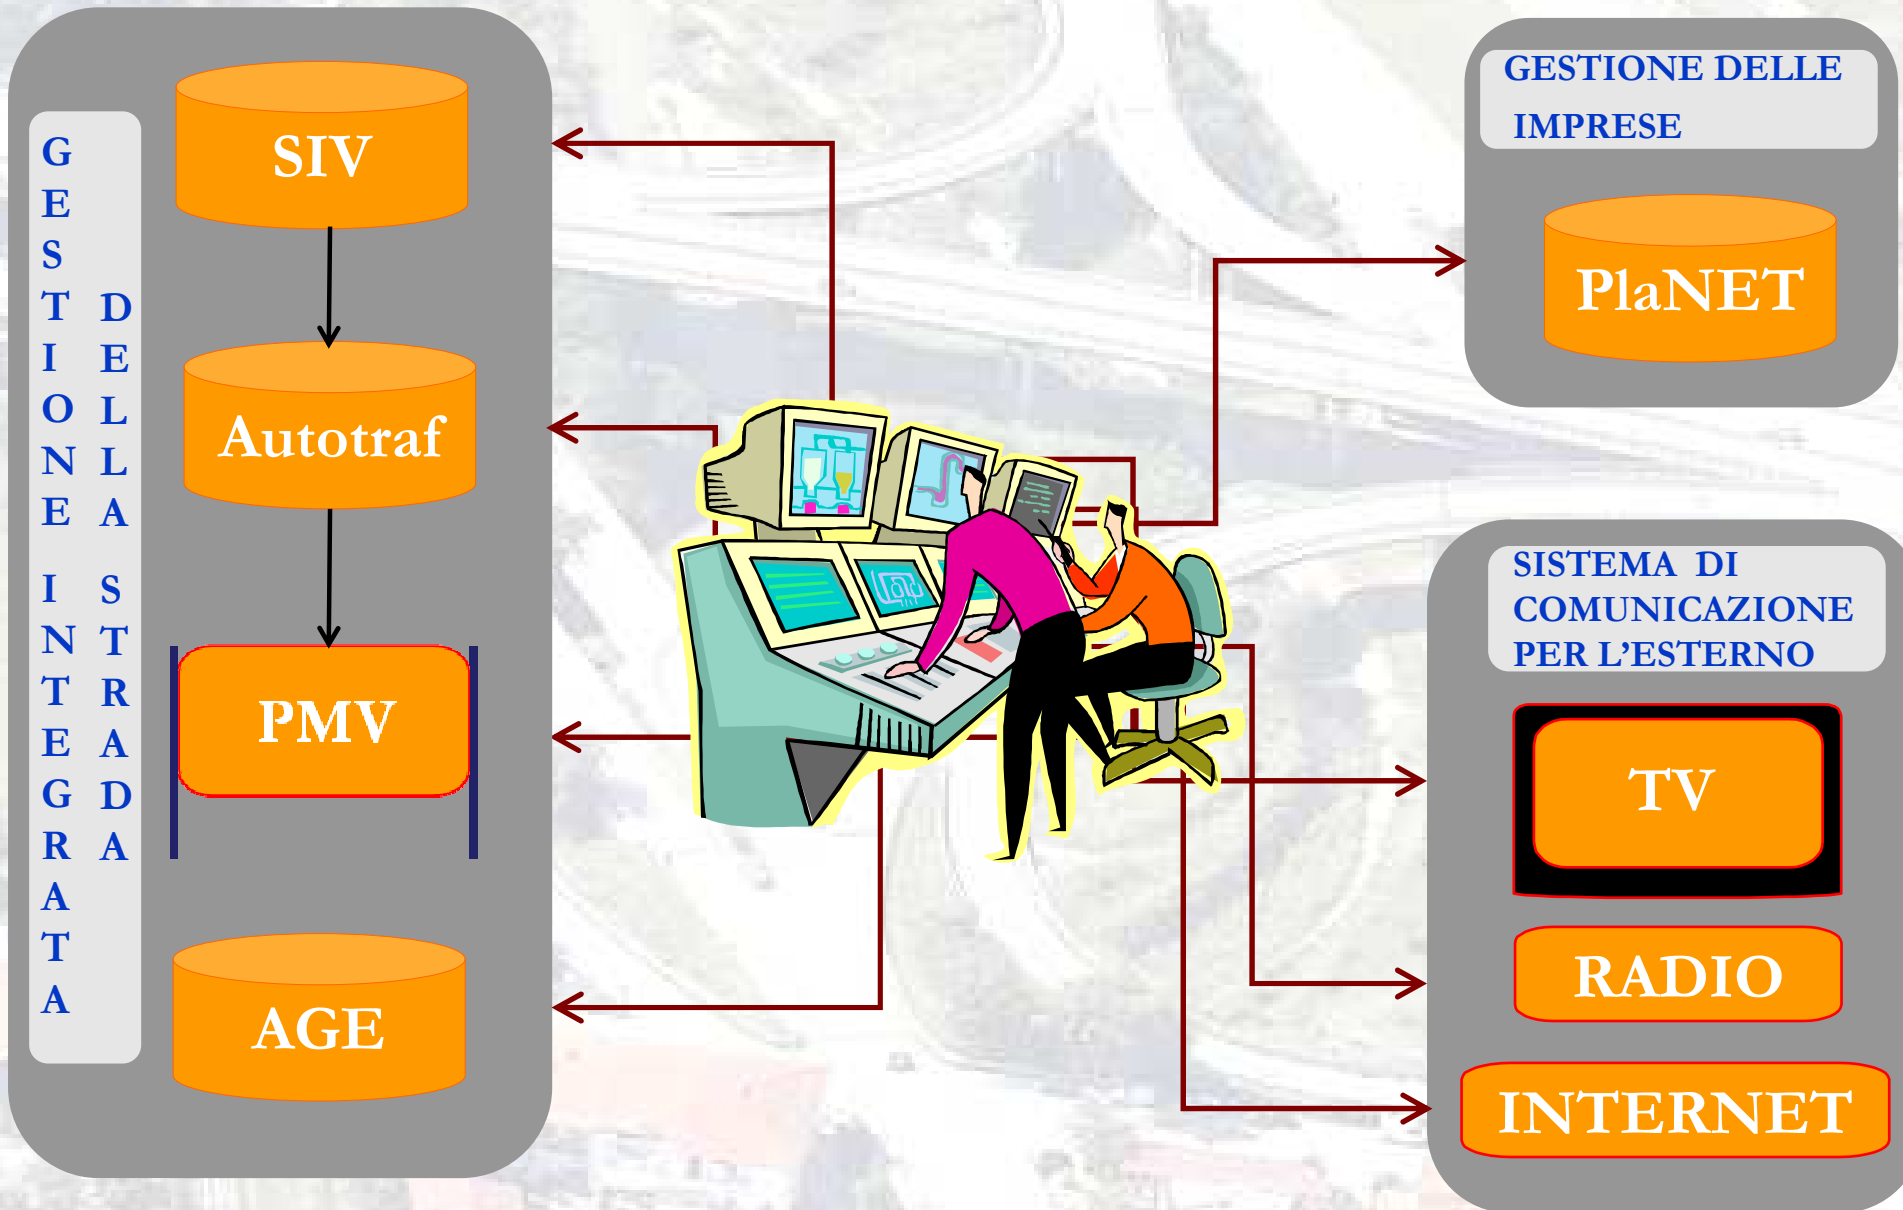 GESTIONE INTEGRATA
DELLA STRADA
SIV
Autotraf
PMV
AGE
GESTIONE DELLE
IMPRESE
PlaNET
SISTEMA DI
COMUNICAZIONE
PER L’ESTERNO
TV
RADIO
INTERNET